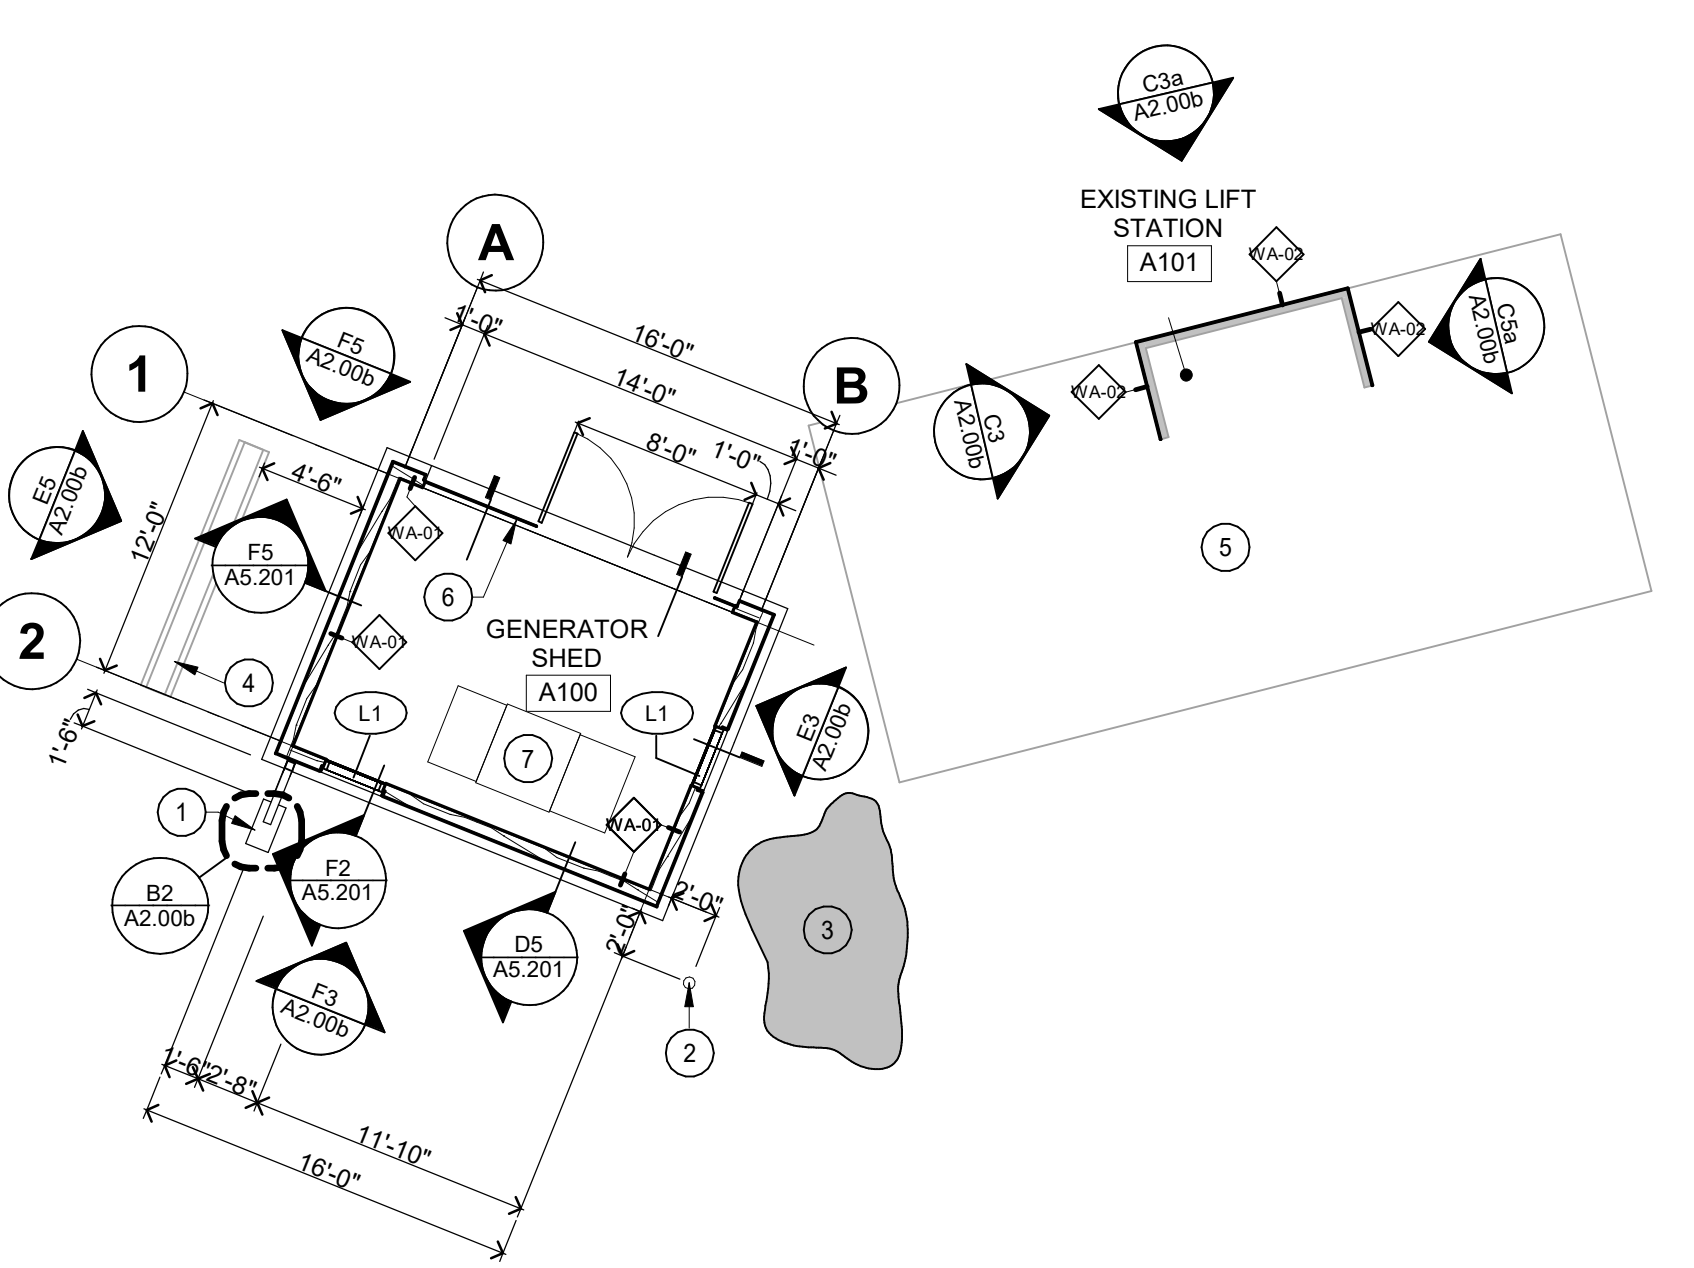 C3a
A2.00b
EXISTING LIFT
STATION
A101
WA-02
WA-02
WA-02
C5a
A2.00b
C3
A2.00b
5
A
1'-0"
16'-0"
14'-0"
B
1
F5
A2.00b
8'-0"
1'-0"
1'-0"
4'-6"
E5
A2.00b
12'-0"
F5
A5.201
WA-01
6
2
WA-01
GENERATOR
SHED
A100
4
L1
L1
7
E3
A2.00b
1'-6"
1
WA-01
F2
A5.201
B2
A2.00b
2'-0"
2'-0"
3
D5
A5.201
F3
A2.00b
2
1'-6"
2'-8"
11'-10"
16'-0"